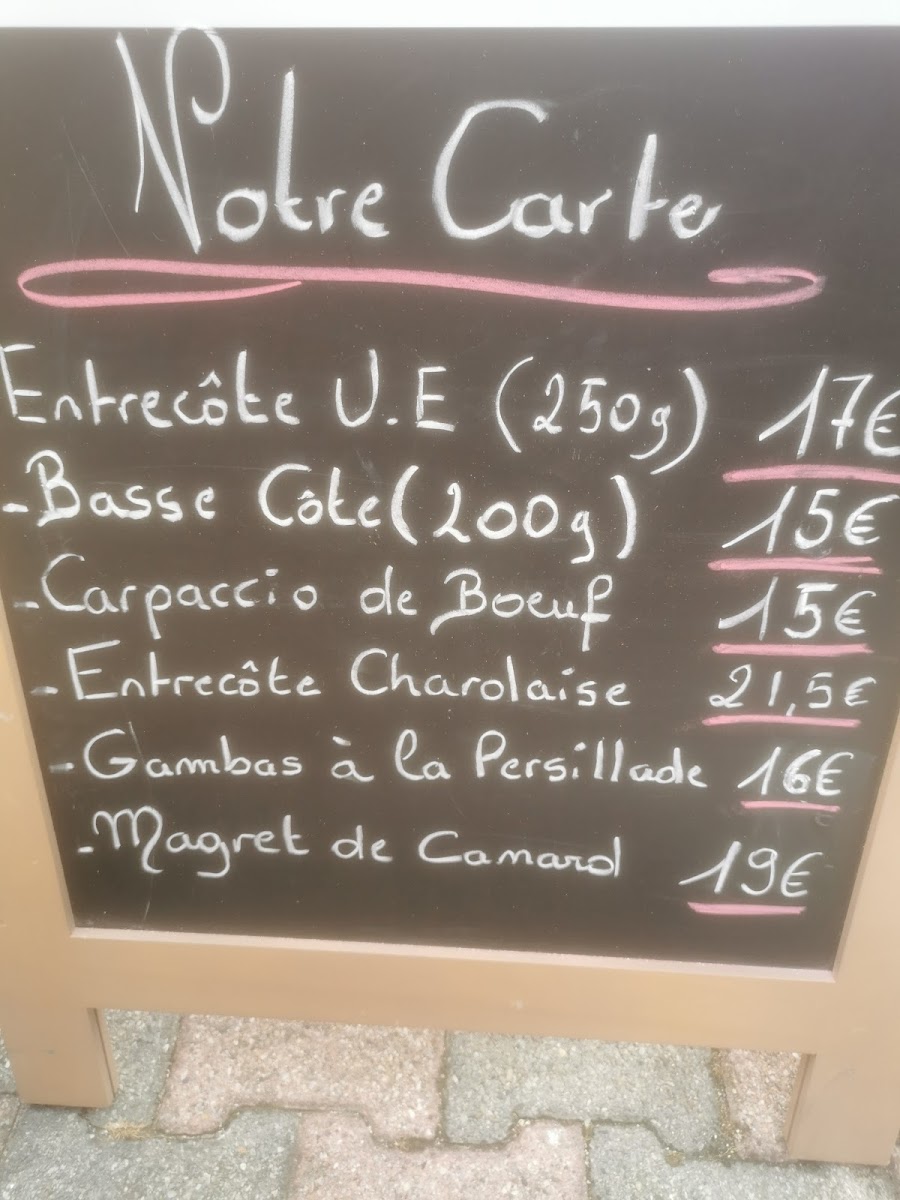 Notre Carte
Entrecôte U.E (250g) 17€
-Basse Côte (200g) 15€
-Carpaccio de Boeuf 15€
-Entrecôte Charolaise 21,5€
-Gambas à la Persillade 16€
-Magret de Canard 19€